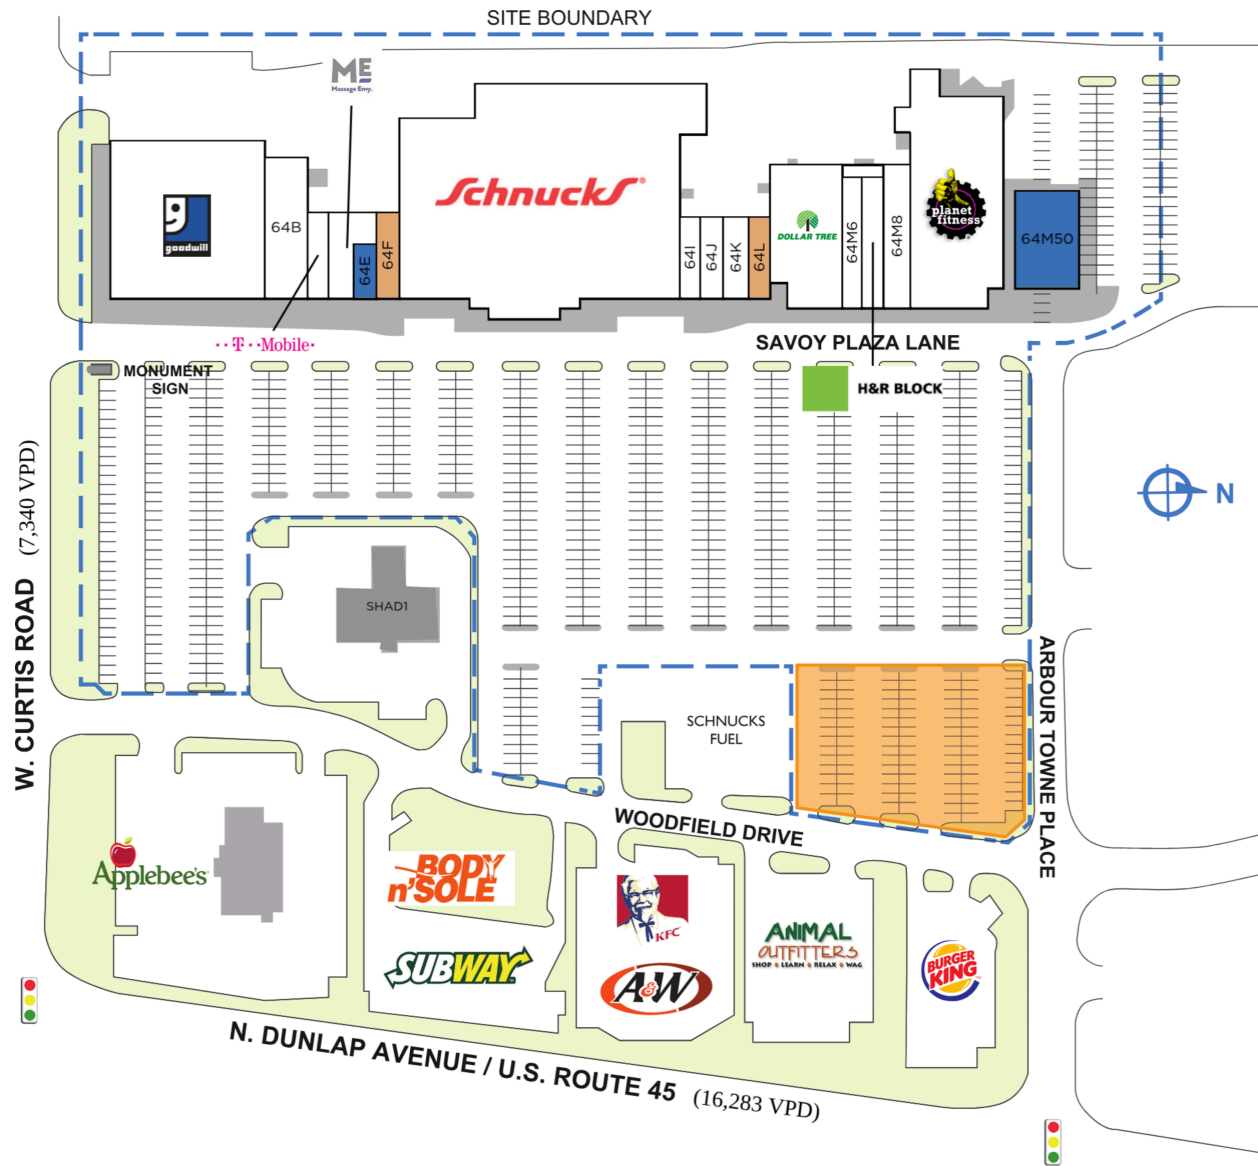 SITE BOUNDARY
ME
Massage Envy.
Schnucks®
goodwill
64B
64E
64F
64I
64J
64K
64L
DOLLAR TREE
64M6
64M8
planet
fitness
64M50
T··Mobile·
SAVOY PLAZA LANE
MONUMENT
SIGN
H&R BLOCK
N
W. CURTIS ROAD (7,340 VPD)
SHAD1
SCHNUCKS
FUEL
ARBOUR TOWNE PLACE
WOODFIELD DRIVE
Applebee's
BODY
n'SOLE
SUBWAY
KFC
A&W
ANIMAL
OUTFITTERS
SHOP LEARN RELAX WAG
BURGER
KING
N. DUNLAP AVENUE / U.S. ROUTE 45 (16,283 VPD)